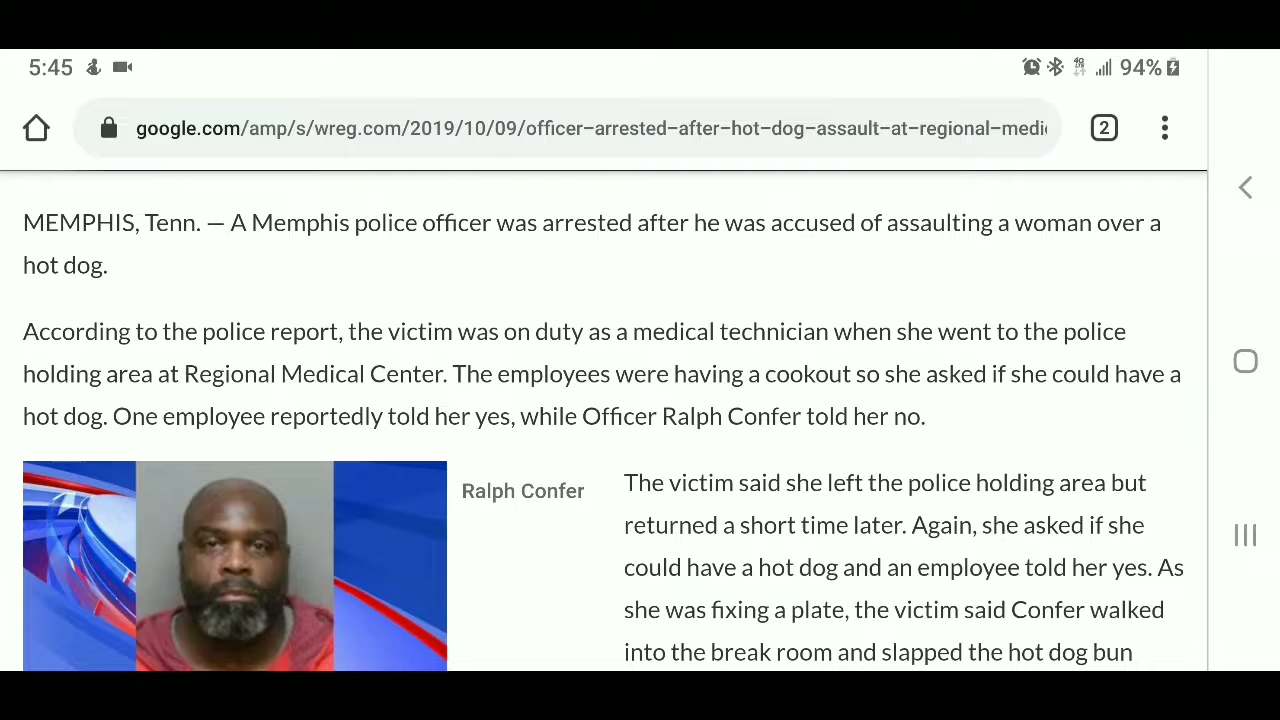 5:45
94%
google.com/amp/s/wreg.com/2019/10/09/officer-arrested-after-hot-dog-assault-at-regional-medi
2
MEMPHIS, Tenn. — A Memphis police officer was arrested after he was accused of assaulting a woman over a
hot dog.
According to the police report, the victim was on duty as a medical technician when she went to the police
holding area at Regional Medical Center. The employees were having a cookout so she asked if she could have a
hot dog. One employee reportedly told her yes, while Officer Ralph Confer told her no.
Ralph Confer
The victim said she left the police holding area but
returned a short time later. Again, she asked if she
could have a hot dog and an employee told her yes. As
she was fixing a plate, the victim said Confer walked
into the break room and slapped the hot dog bun